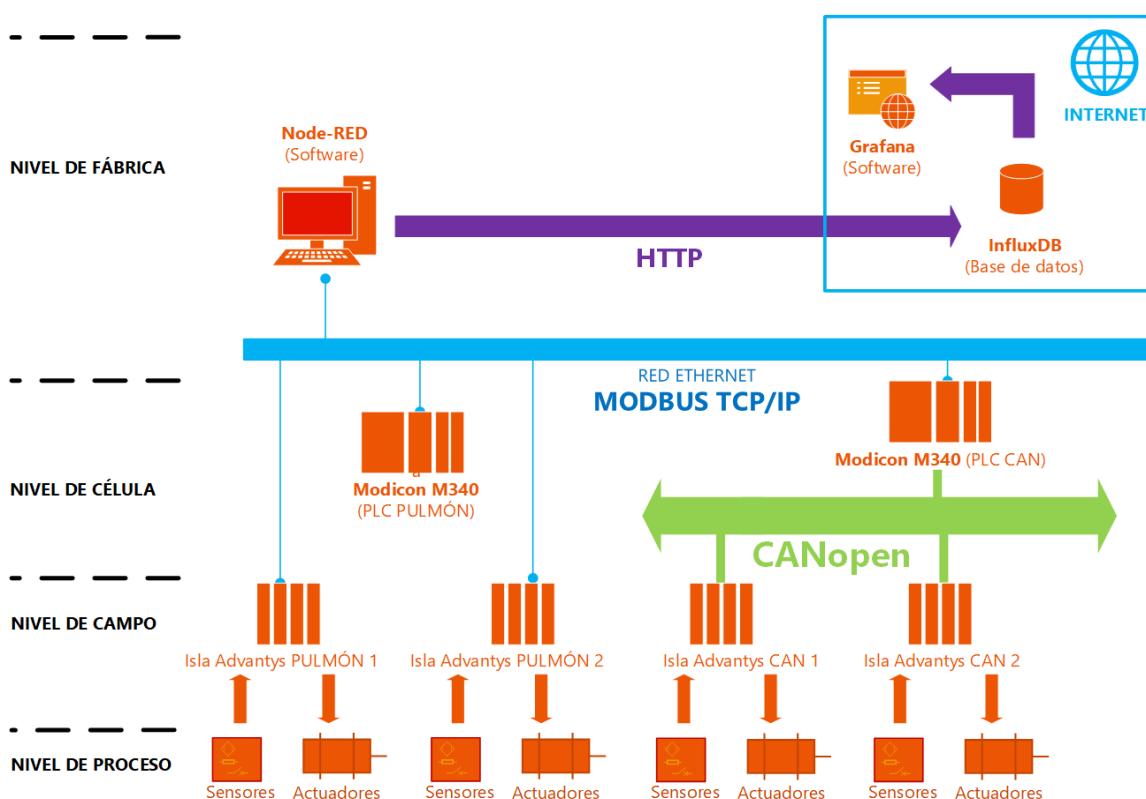 INTERNET
Node-RED
(Software)
Grafana
(Software)
NIVEL DE FÁBRICA
HTTP
InfluxDB
(Base de datos)
RED ETHERNET
MODBUS TCP/IP
Modicon M340 (PLC CAN)
a
Modicon M340
(PLC PULMÓN)
NIVEL DE CÉLULA
CANopen
NIVEL DE CAMPO
Isla Advantys PULMÓN 1
Isla Advantys PULMÓN 2
Isla Advantys CAN 1
Isla Advantys CAN 2
NIVEL DE PROCESO
Sensores
Actuadores
Sensores
Actuadores
Sensores
Actuadores
Sensores
Actuadores